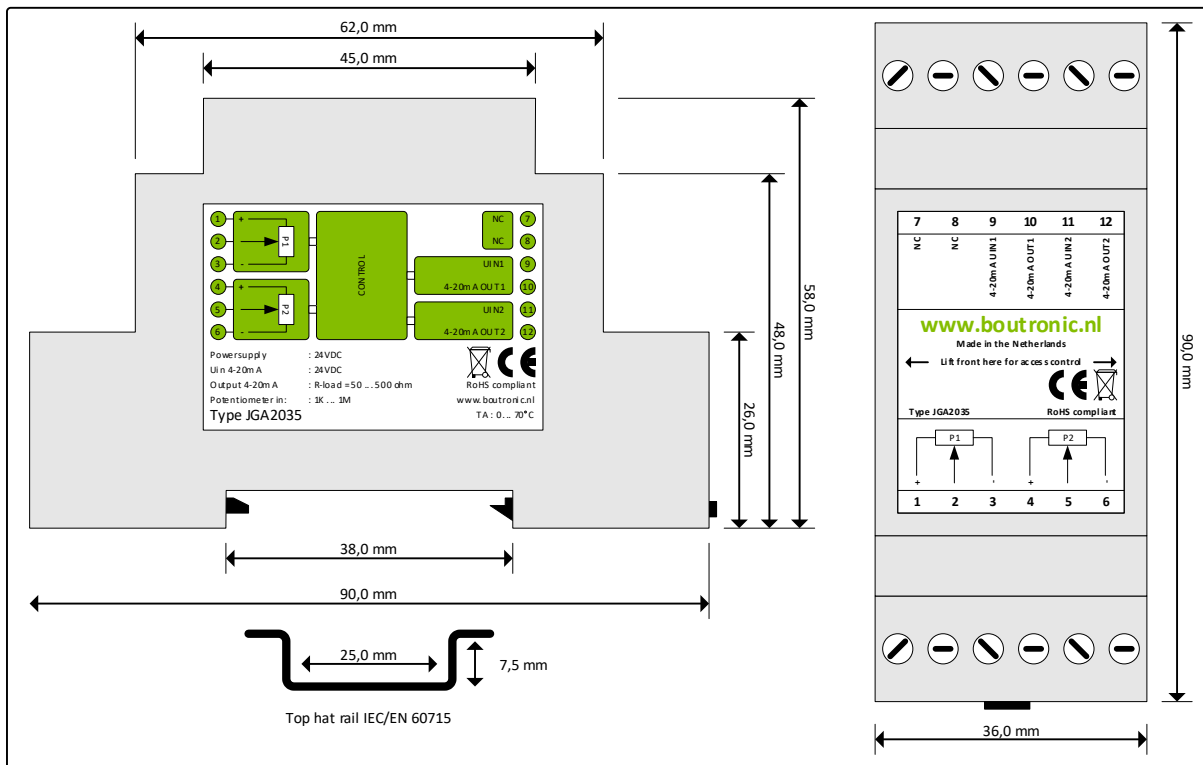 62,0 mm
45,0 mm
1 + P1 NC 7
2 NC 8
3 - UIN1 9
CONTROL
4 + P2 4-20mA OUT1 10
5 UIN2 11
6 - 4-20mA OUT2 12
Powersupply : 24VDC
Uin 4-20mA : 24VDC
Output 4-20mA : R-load = 50 ... 500 ohm
RoHS compliant
Potentiometer in: : 1K ... 1M
www.boutronic.nl
Type JGA2035
TA : 0 ... 70°C
CE
58,0 mm
48,0 mm
26,0 mm
38,0 mm
90,0 mm
25,0 mm
7,5 mm
Top hat rail IEC/EN 60715
7 8 9 10 11 12
NC
NC
4-20mA UIN1
4-20mA OUT1
4-20mA UIN2
4-20mA OUT2
www.boutronic.nl
Made in the Netherlands
Lift front here for access control
CE
Type JGA2035 RoHS compliant
P1 P2
+ - + -
1 2 3 4 5 6
90,0 mm
36,0 mm